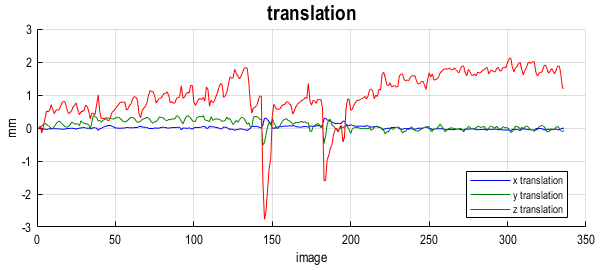 translation
3
2
1
0
-1
-2
-3
mm
0
50
100
150
200
250
300
350
image
x translation
y translation
z translation